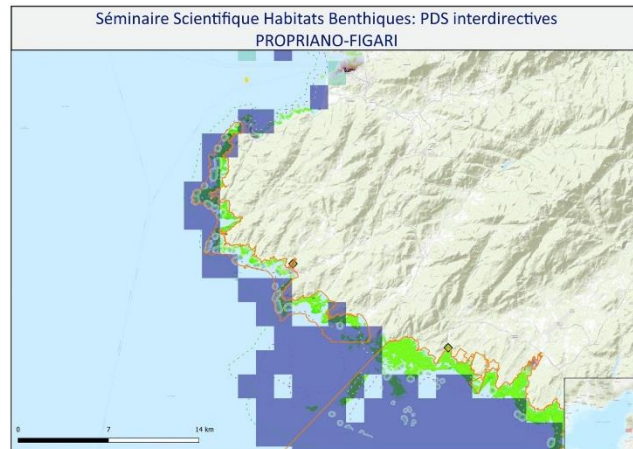 Séminaire Scientifique Habitats Benthiques: PDS interdirectives
PROPRIANO-FIGARI
0 7 14 km